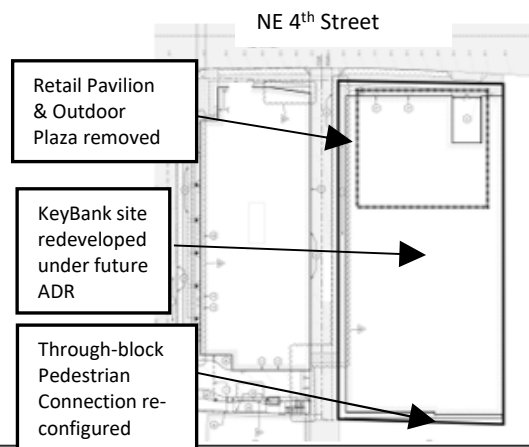 NE 4th Street
Retail Pavilion
& Outdoor
Plaza removed
KeyBank site
redeveloped
under future
ADR
Through-block
Pedestrian
Connection re-
configured